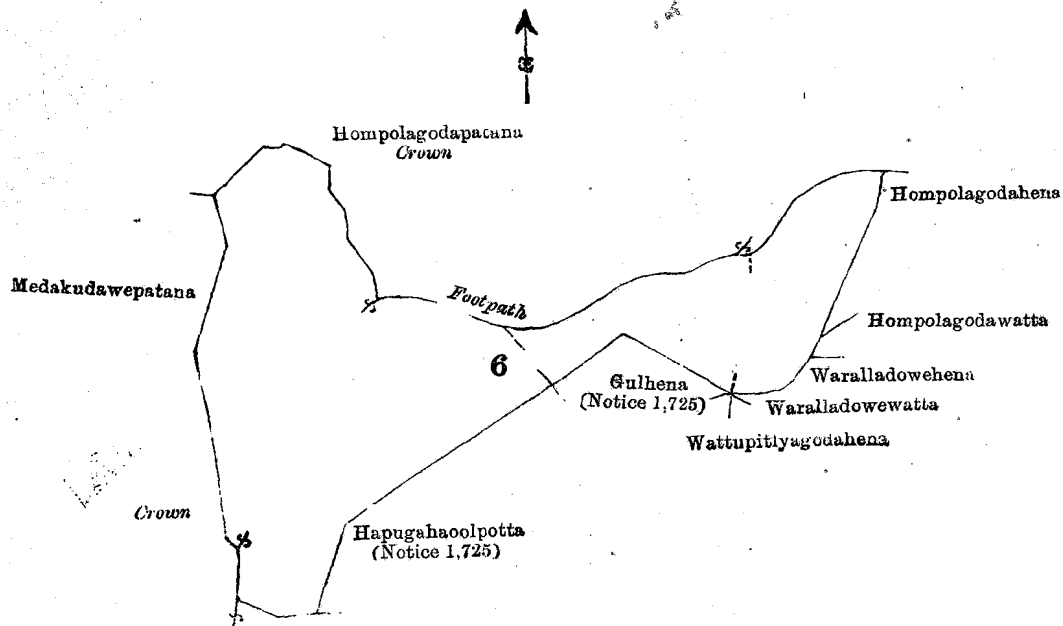 Hompolagodapatana
Crown
Hompolagodahena
Medakudawepatana
Footpath
Hompolagodawatta
6
Waralladowehena
Gulhena
(Notice 1,725)
Waralladowewatta
Wattupitiyagodahena
Crown
Hapugahaoolpotta
(Notice 1,725)